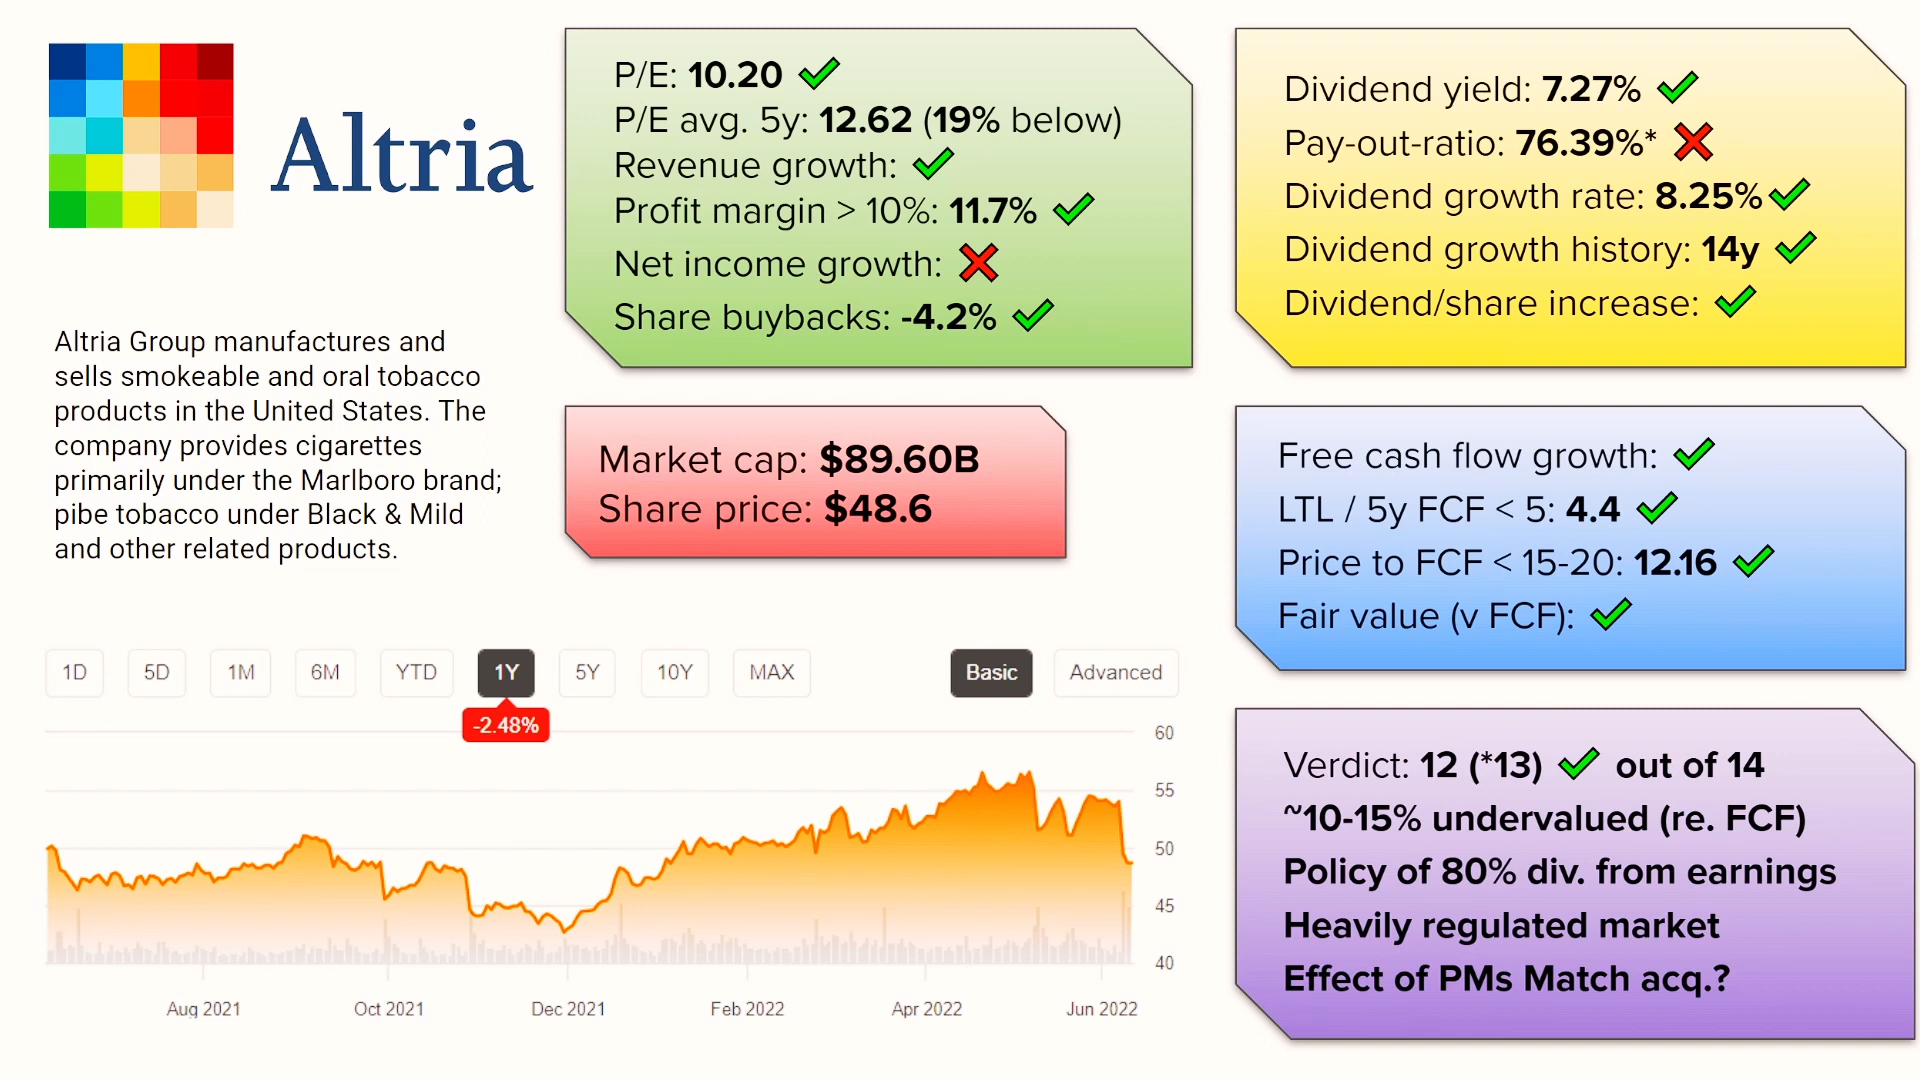 Altria
Altria Group manufactures and
sells smokeable and oral tobacco
products in the United States. The
company provides cigarettes
primarily under the Marlboro brand;
pibe tobacco under Black & Mild
and other related products.
P/E: 10.20
P/E avg. 5y: 12.62 (19% below)
Revenue growth:
Profit margin > 10%: 11.7%
Net income growth:
Share buybacks: -4.2%
Market cap: $89.60B
Share price: $48.6
Dividend yield: 7.27%
Pay-out-ratio: 76.39%*
Dividend growth rate: 8.25%
Dividend growth history: 14y
Dividend/share increase:
Free cash flow growth:
LTL / 5y FCF < 5: 4.4
Price to FCF < 15-20: 12.16
Fair value (v FCF):
Verdict: 12 (*13) out of 14
~10-15% undervalued (re. FCF)
Policy of 80% div. from earnings
Heavily regulated market
Effect of PMs Match acq.?
1D 5D 1M 6M YTD 1Y 5Y 10Y MAX Basic Advanced
-2.48%
60
55
50
45
40
Aug 2021 Oct 2021 Dec 2021 Feb 2022 Apr 2022 Jun 2022